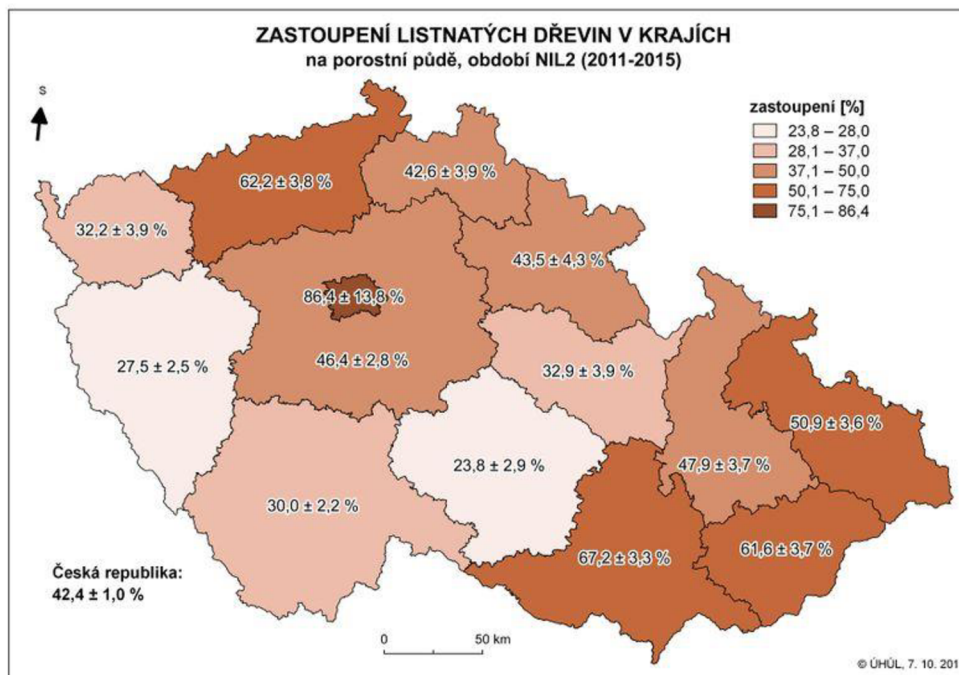 ZASTOUPENÍ LISTNATÝCH DŘEVIN V KRAJÍCH
na porostní půdě, období NIL2 (2011-2015)
S
zastoupení [%]
23,8 – 28,0
28,1 – 37,0
37,1 – 50,0
50,1 – 75,0
75,1 – 86,4
62,2 ± 3,8 %
42,6 ± 3,9 %
32,2 ± 3,9 %
43,5 ± 4,3 %
86,4 ± 13,8 %
27,5 ± 2,5 %
46,4 ± 2,8 %
32,9 ± 3,9 %
50,9 ± 3,6 %
23,8 ± 2,9 %
47,9 ± 3,7 %
30,0 ± 2,2 %
67,2 ± 3,3 %
61,6 ± 3,7 %
Česká republika:
42,4 ± 1,0 %
0 50 km
© ÚHÚL, 7. 10. 201